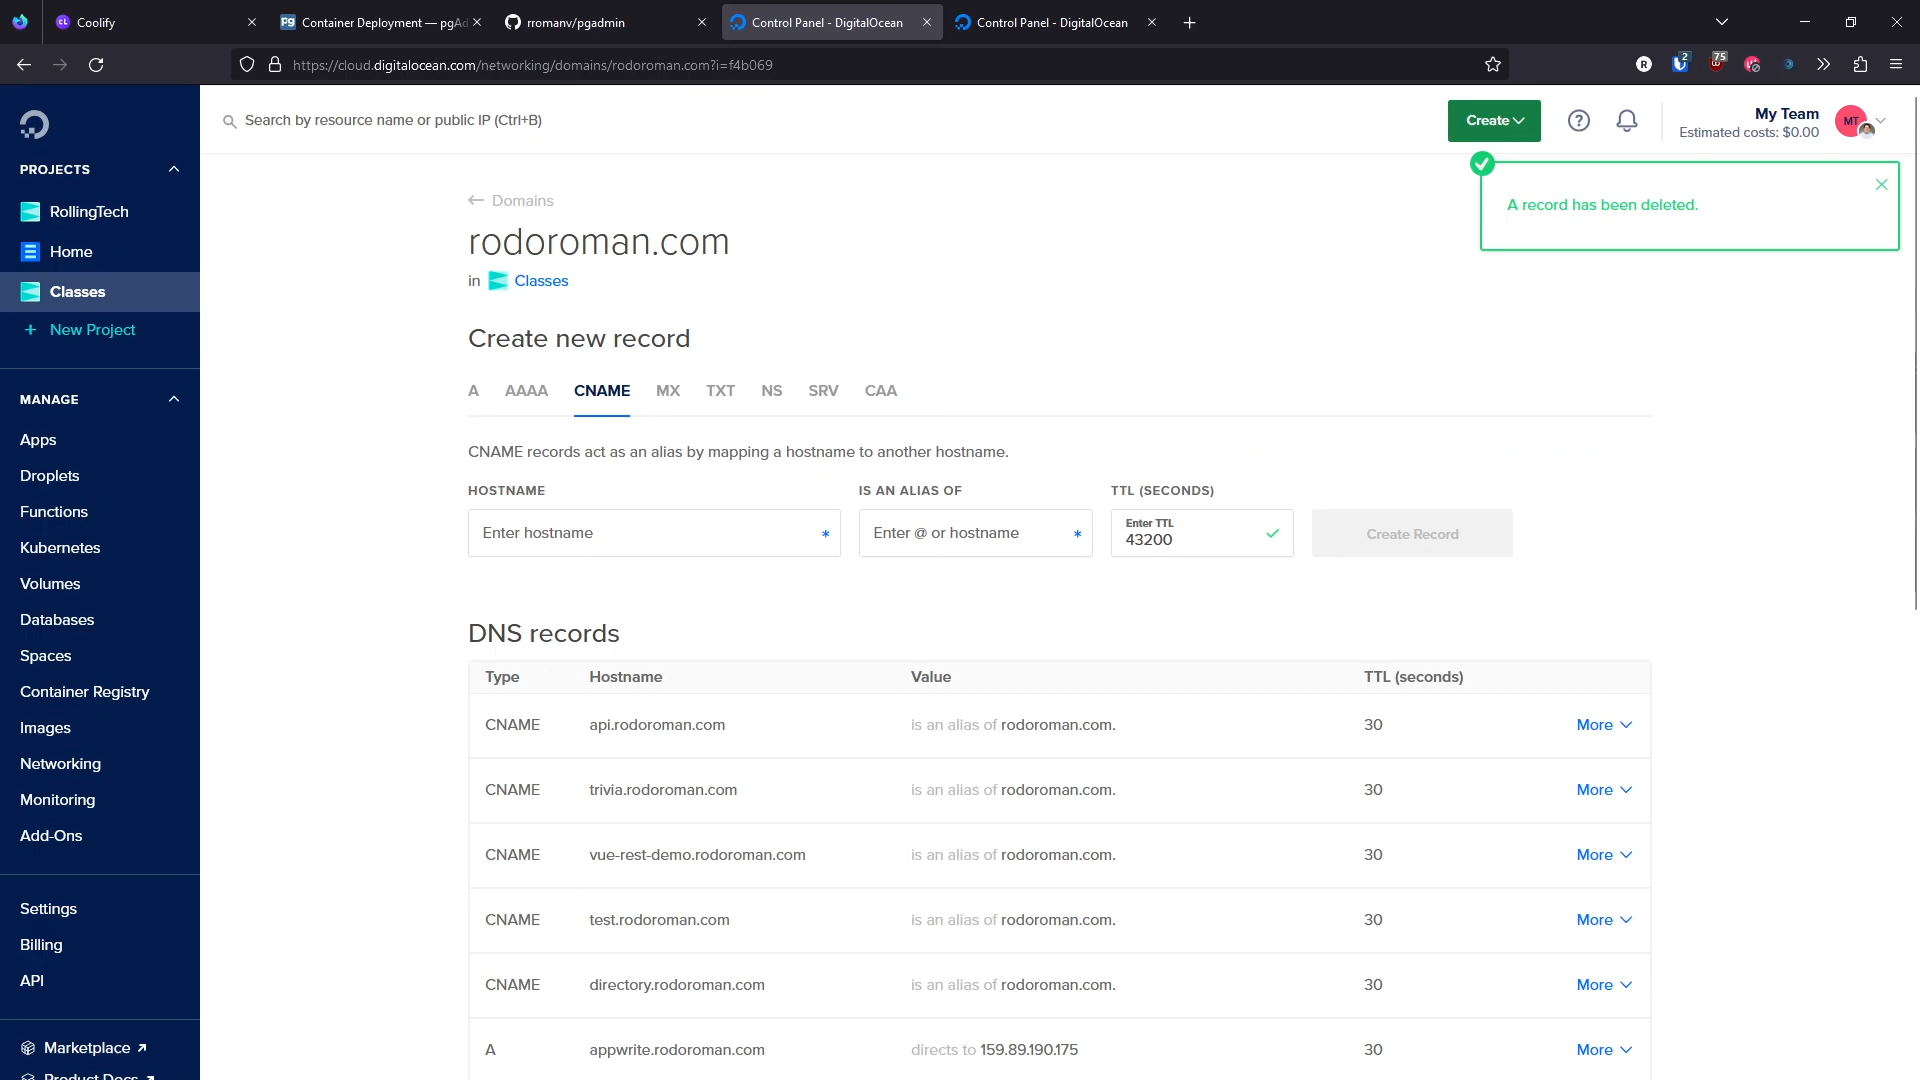 Coolify
Container Deployment — pgAd
rromanv/pgadmin
Control Panel - DigitalOcean
Control Panel - DigitalOcean
https://cloud.digitalocean.com/networking/domains/rodoroman.com?i=f4b069
R
2
75
Search by resource name or public IP (Ctrl+B)
Create
My Team
Estimated costs: $0.00
MT
A record has been deleted.
PROJECTS
RollingTech
Home
Classes
+ New Project
MANAGE
Apps
Droplets
Functions
Kubernetes
Volumes
Databases
Spaces
Container Registry
Images
Networking
Monitoring
Add-Ons
Settings
Billing
API
Marketplace
Product Docs
← Domains
rodoroman.com
in Classes
Create new record
A AAAA CNAME MX TXT NS SRV CAA
CNAME records act as an alias by mapping a hostname to another hostname.
HOSTNAME IS AN ALIAS OF TTL (SECONDS)
Enter hostname *
Enter @ or hostname *
Enter TTL
43200
Create Record
DNS records
Type Hostname Value TTL (seconds)
CNAME api.rodoroman.com is an alias of rodoroman.com. 30 More
CNAME trivia.rodoroman.com is an alias of rodoroman.com. 30 More
CNAME vue-rest-demo.rodoroman.com is an alias of rodoroman.com. 30 More
CNAME test.rodoroman.com is an alias of rodoroman.com. 30 More
CNAME directory.rodoroman.com is an alias of rodoroman.com. 30 More
A appwrite.rodoroman.com directs to 159.89.190.175 30 More